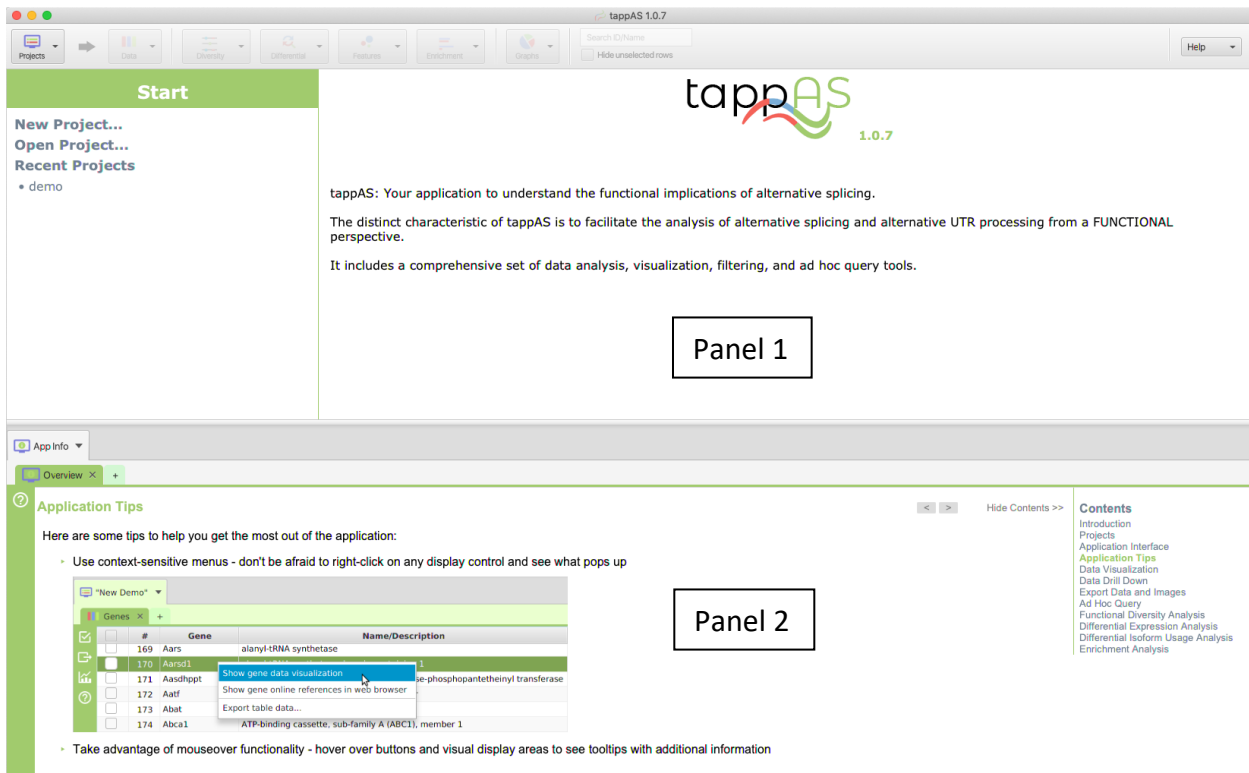 tappAS 1.0.7
Projects
Data
Diversity
Differential
Features
Enrichment
Graphs
Search ID/Name
Hide unselected rows
Help
Start
New Project...
Open Project...
Recent Projects
• demo
tappAS
1.0.7
tappAS: Your application to understand the functional implications of alternative splicing.
The distinct characteristic of tappAS is to facilitate the analysis of alternative splicing and alternative UTR processing from a FUNCTIONAL
perspective.
It includes a comprehensive set of data analysis, visualization, filtering, and ad hoc query tools.
Panel 1
App Info
Overview × +
Application Tips
< >
Hide Contents >>
Here are some tips to help you get the most out of the application:
Use context-sensitive menus - don't be afraid to right-click on any display control and see what pops up
"New Demo"
Genes × +
# Gene Name/Description
169 Aars alanyl-tRNA synthetase
170 Aarsd1 1
171 Aasdhppt se-phosphopantetheinyl transferase
172 Aatf
173 Abat
174 Abca1 ATP-binding cassette, sub-family A (ABC1), member 1
Show gene data visualization
Show gene online references in web browser
Export table data...
Take advantage of mouseover functionality - hover over buttons and visual display areas to see tooltips with additional information
Panel 2
Contents
Introduction
Projects
Application Interface
Application Tips
Data Visualization
Data Drill Down
Export Data and Images
Ad Hoc Query
Functional Diversity Analysis
Differential Expression Analysis
Differential Isoform Usage Analysis
Enrichment Analysis